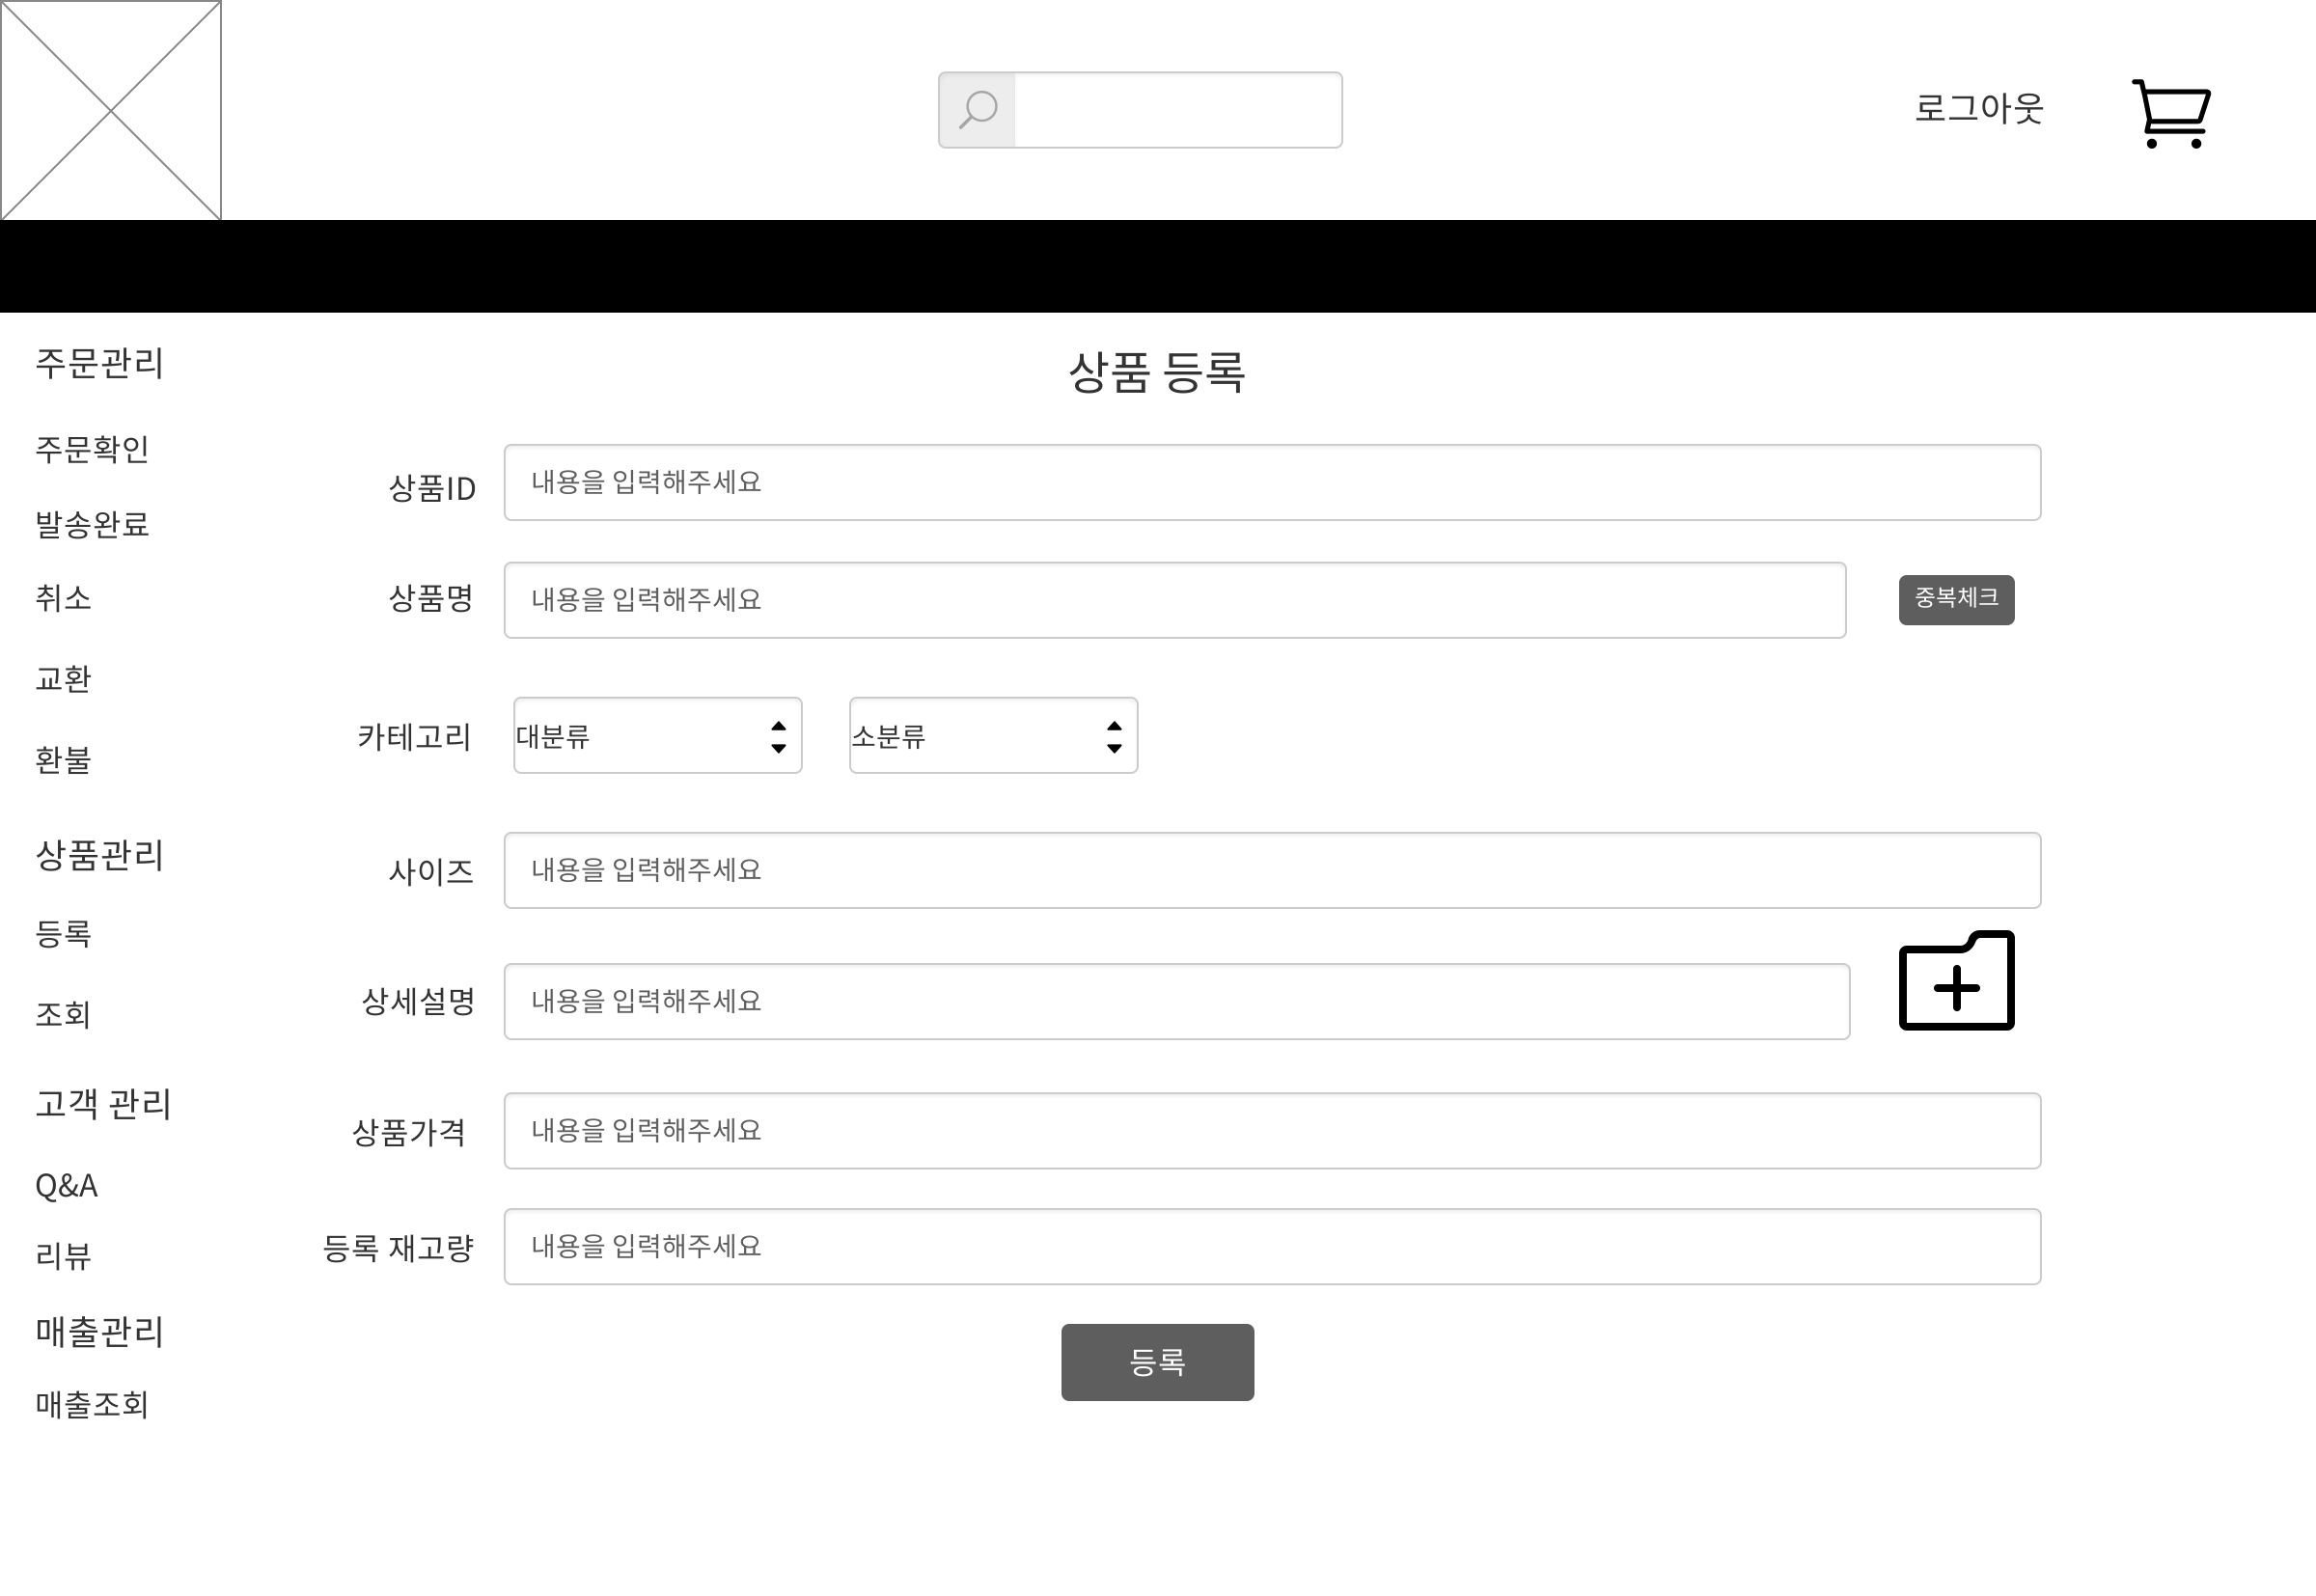 로그아웃
주문관리
상품 등록
주문확인
상품ID
내용을 입력해주세요
발송완료
취소
상품명
내용을 입력해주세요
중복체크
교환
카테고리
대분류
소분류
환불
상품관리
사이즈
내용을 입력해주세요
등록
상세설명
내용을 입력해주세요
조회
고객 관리
상품가격
내용을 입력해주세요
Q&A
리뷰
등록 재고량
내용을 입력해주세요
매출관리
등록
매출조회